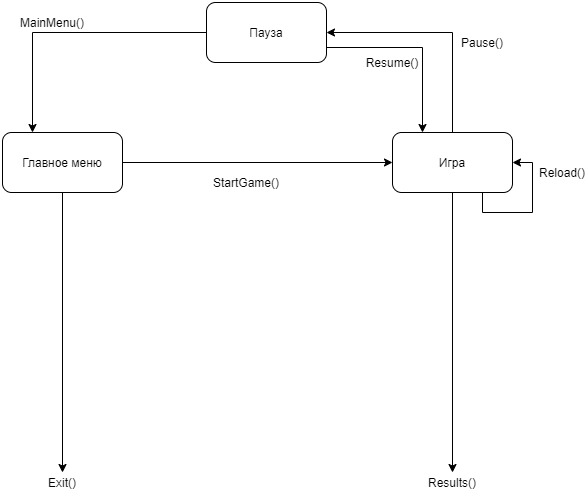 MainMenu()
Пауза
Pause()
Resume()
Главное меню
Игра
StartGame()
Reload()
Exit()
Results()